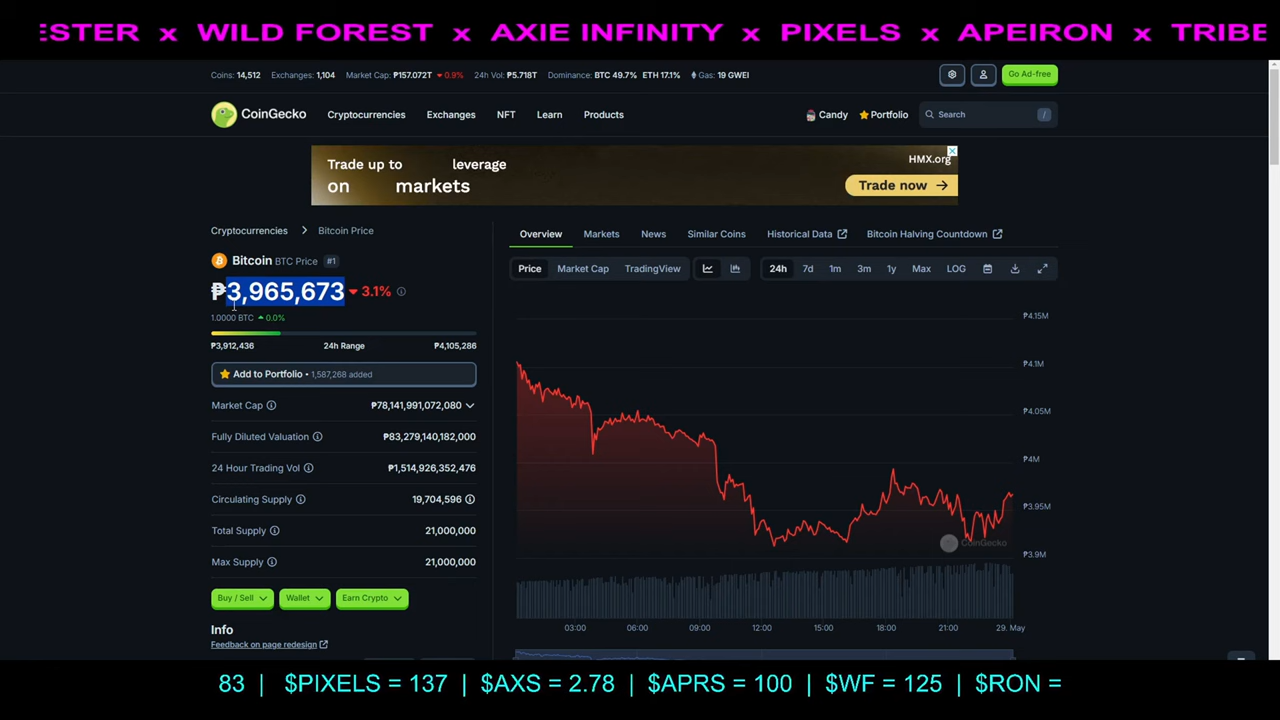 ESTER x WILD FOREST x AXIE INFINITY x PIXELS x APEIRON x TRIBE
Coins: 14,512 Exchanges: 1,104 Market Cap: ₱157.072T 0.9% 24h Vol: ₱5.718T Dominance: BTC 49.7% ETH 17.1% Gas: 19 GWEI Go Ad-free
CoinGecko Cryptocurrencies Exchanges NFT Learn Products Candy Portfolio Search /
Trade up to leverage
on markets
HMX.org
Trade now →
Cryptocurrencies > Bitcoin Price
Overview Markets News Similar Coins Historical Data Bitcoin Halving Countdown
Bitcoin BTC Price #1
Price Market Cap TradingView 24h 7d 1m 3m 1y Max LOG
₱3,965,673 3.1%
1.0000 BTC 0.0%
₱3,912,436 24h Range ₱4,105,286
Add to Portfolio • 1,587,268 added
Market Cap ₱78,141,991,072,080
Fully Diluted Valuation ₱83,279,140,182,000
24 Hour Trading Vol ₱1,514,926,352,476
Circulating Supply 19,704,596
Total Supply 21,000,000
Max Supply 21,000,000
Buy / Sell Wallet Earn Crypto
Info
Feedback on page redesign
₱4.15M
₱4.1M
₱4.05M
₱4M
₱3.95M
₱3.9M
CoinGecko
03:00 06:00 09:00 12:00 15:00 18:00 21:00 29. May
83 | $PIXELS = 137 | $AXS = 2.78 | $APRS = 100 | $WF = 125 | $RON =